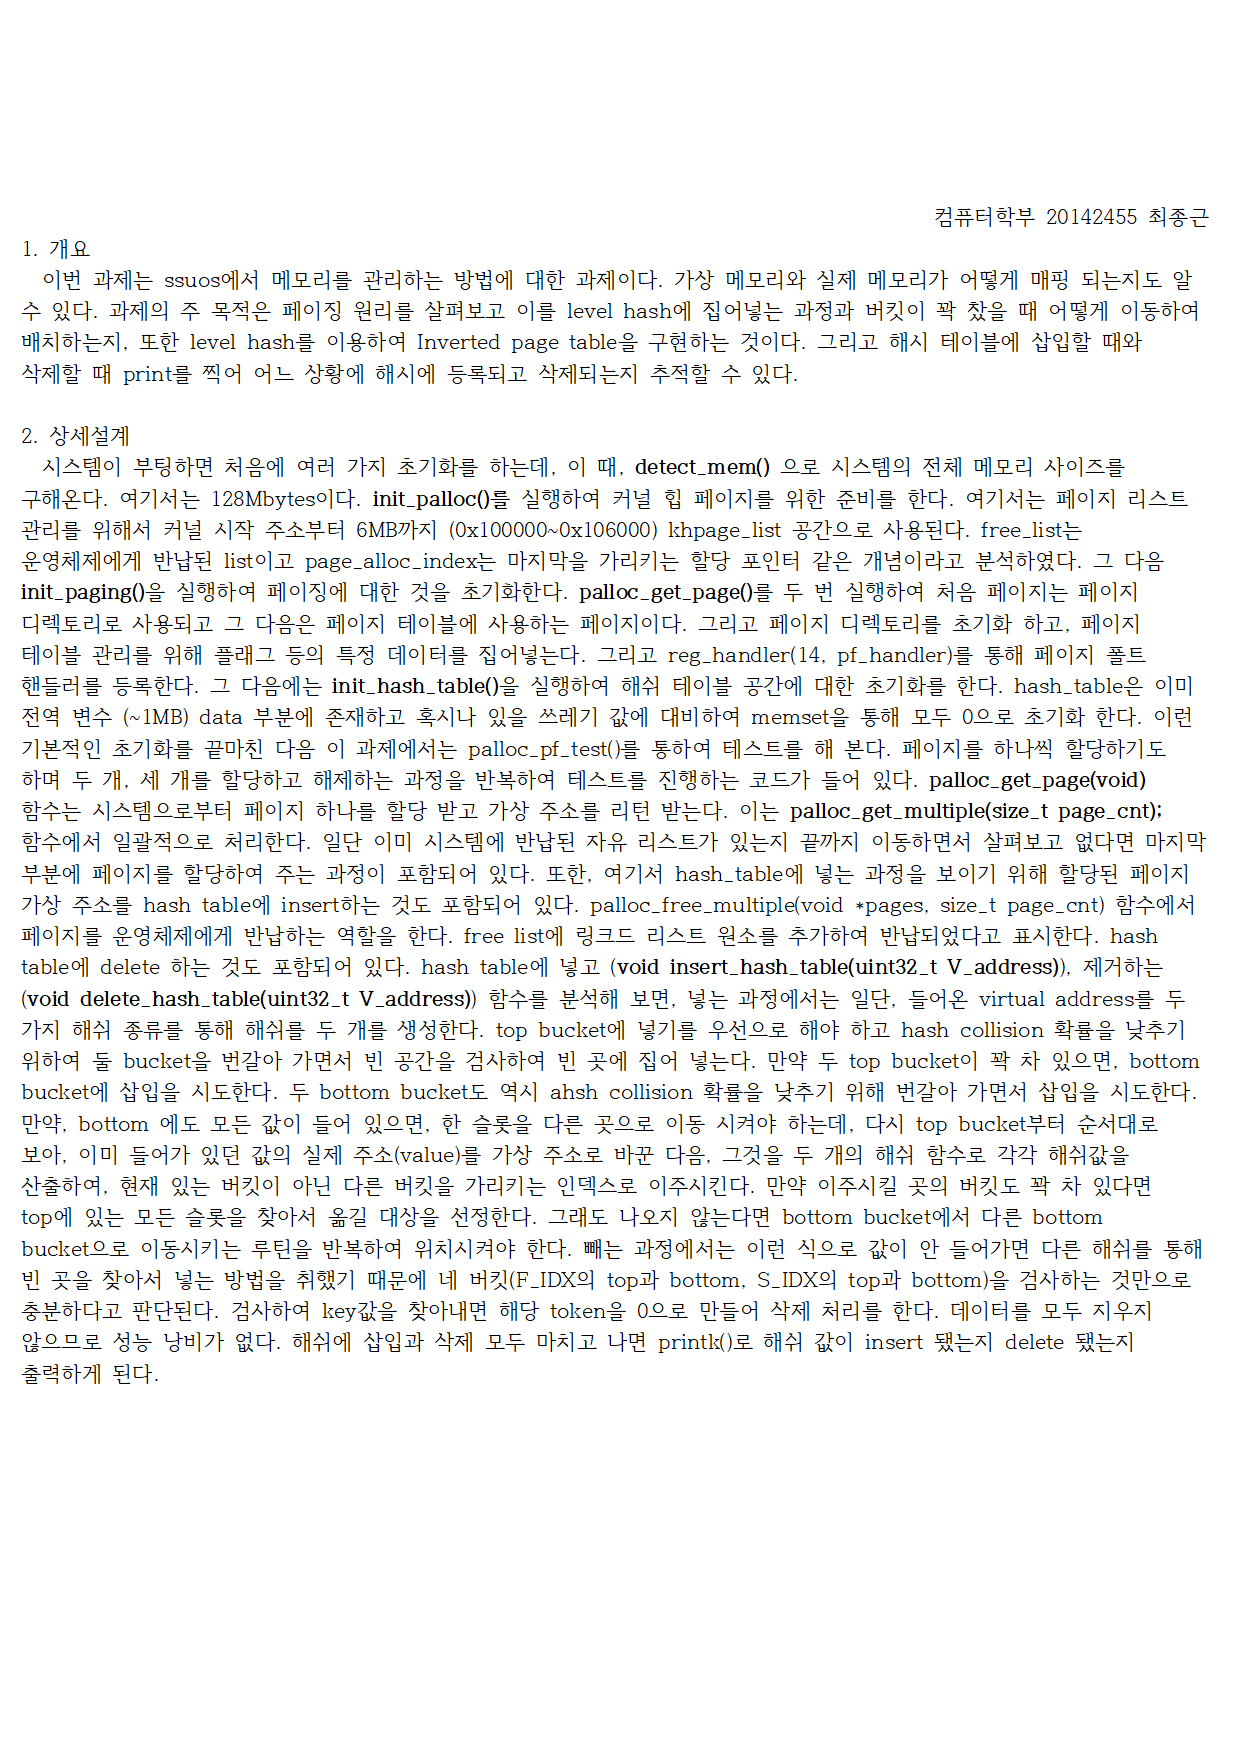 컴퓨터학부 20142455 최종근
1. 개요
이번 과제는 ssuos에서 메모리를 관리하는 방법에 대한 과제이다. 가상 메모리와 실제 메모리가 어떻게 매핑 되는지도 알
수 있다. 과제의 주 목적은 페이징 원리를 살펴보고 이를 level hash에 집어넣는 과정과 버킷이 꽉 찼을 때 어떻게 이동하여
배치하는지, 또한 level hash를 이용하여 Inverted page table을 구현하는 것이다. 그리고 해시 테이블에 삽입할 때와
삭제할 때 print를 찍어 어느 상황에 해시에 등록되고 삭제되는지 추적할 수 있다.
2. 상세설계
시스템이 부팅하면 처음에 여러 가지 초기화를 하는데, 이 때, detect_mem() 으로 시스템의 전체 메모리 사이즈를
구해온다. 여기서는 128Mbytes이다. init_palloc()를 실행하여 커널 힙 페이지를 위한 준비를 한다. 여기서는 페이지 리스트
관리를 위해서 커널 시작 주소부터 6MB까지 (0x100000~0x106000) khpage_list 공간으로 사용된다. free_list는
운영체제에게 반납된 list이고 page_alloc_index는 마지막을 가리키는 할당 포인터 같은 개념이라고 분석하였다. 그 다음
init_paging()을 실행하여 페이징에 대한 것을 초기화한다. palloc_get_page()를 두 번 실행하여 처음 페이지는 페이지
디렉토리로 사용되고 그 다음은 페이지 테이블에 사용하는 페이지이다. 그리고 페이지 디렉토리를 초기화 하고, 페이지
테이블 관리를 위해 플래그 등의 특정 데이터를 집어넣는다. 그리고 reg_handler(14, pf_handler)를 통해 페이지 폴트
핸들러를 등록한다. 그 다음에는 init_hash_table()을 실행하여 해쉬 테이블 공간에 대한 초기화를 한다. hash_table은 이미
전역 변수 (~1MB) data 부분에 존재하고 혹시나 있을 쓰레기 값에 대비하여 memset을 통해 모두 0으로 초기화 한다. 이런
기본적인 초기화를 끝마친 다음 이 과제에서는 palloc_pf_test()를 통하여 테스트를 해 본다. 페이지를 하나씩 할당하기도
하며 두 개, 세 개를 할당하고 해제하는 과정을 반복하여 테스트를 진행하는 코드가 들어 있다. palloc_get_page(void)
함수는 시스템으로부터 페이지 하나를 할당 받고 가상 주소를 리턴 받는다. 이는 palloc_get_multiple(size_t page_cnt);
함수에서 일괄적으로 처리한다. 일단 이미 시스템에 반납된 자유 리스트가 있는지 끝까지 이동하면서 살펴보고 없다면 마지막
부분에 페이지를 할당하여 주는 과정이 포함되어 있다. 또한, 여기서 hash_table에 넣는 과정을 보이기 위해 할당된 페이지
가상 주소를 hash table에 insert하는 것도 포함되어 있다. palloc_free_multiple(void *pages, size_t page_cnt) 함수에서
페이지를 운영체제에게 반납하는 역할을 한다. free list에 링크드 리스트 원소를 추가하여 반납되었다고 표시한다. hash
table에 delete 하는 것도 포함되어 있다. hash table에 넣고 (void insert_hash_table(uint32_t V_address)), 제거하는
(void delete_hash_table(uint32_t V_address)) 함수를 분석해 보면, 넣는 과정에서는 일단, 들어온 virtual address를 두
가지 해쉬 종류를 통해 해쉬를 두 개를 생성한다. top bucket에 넣기를 우선으로 해야 하고 hash collision 확률을 낮추기
위하여 둘 bucket을 번갈아 가면서 빈 공간을 검사하여 빈 곳에 집어 넣는다. 만약 두 top bucket이 꽉 차 있으면, bottom
bucket에 삽입을 시도한다. 두 bottom bucket도 역시 ahsh collision 확률을 낮추기 위해 번갈아 가면서 삽입을 시도한다.
만약, bottom 에도 모든 값이 들어 있으면, 한 슬롯을 다른 곳으로 이동 시켜야 하는데, 다시 top bucket부터 순서대로
보아, 이미 들어가 있던 값의 실제 주소(value)를 가상 주소로 바꾼 다음, 그것을 두 개의 해쉬 함수로 각각 해쉬값을
산출하여, 현재 있는 버킷이 아닌 다른 버킷을 가리키는 인덱스로 이주시킨다. 만약 이주시킬 곳의 버킷도 꽉 차 있다면
top에 있는 모든 슬롯을 찾아서 옮길 대상을 선정한다. 그래도 나오지 않는다면 bottom bucket에서 다른 bottom
bucket으로 이동시키는 루틴을 반복하여 위치시켜야 한다. 빼는 과정에서는 이런 식으로 값이 안 들어가면 다른 해쉬를 통해
빈 곳을 찾아서 넣는 방법을 취했기 때문에 네 버킷(F_IDX의 top과 bottom, S_IDX의 top과 bottom)을 검사하는 것만으로
충분하다고 판단된다. 검사하여 key값을 찾아내면 해당 token을 0으로 만들어 삭제 처리를 한다. 데이터를 모두 지우지
않으므로 성능 낭비가 없다. 해쉬에 삽입과 삭제 모두 마치고 나면 printk()로 해쉬 값이 insert 됐는지 delete 됐는지
출력하게 된다.